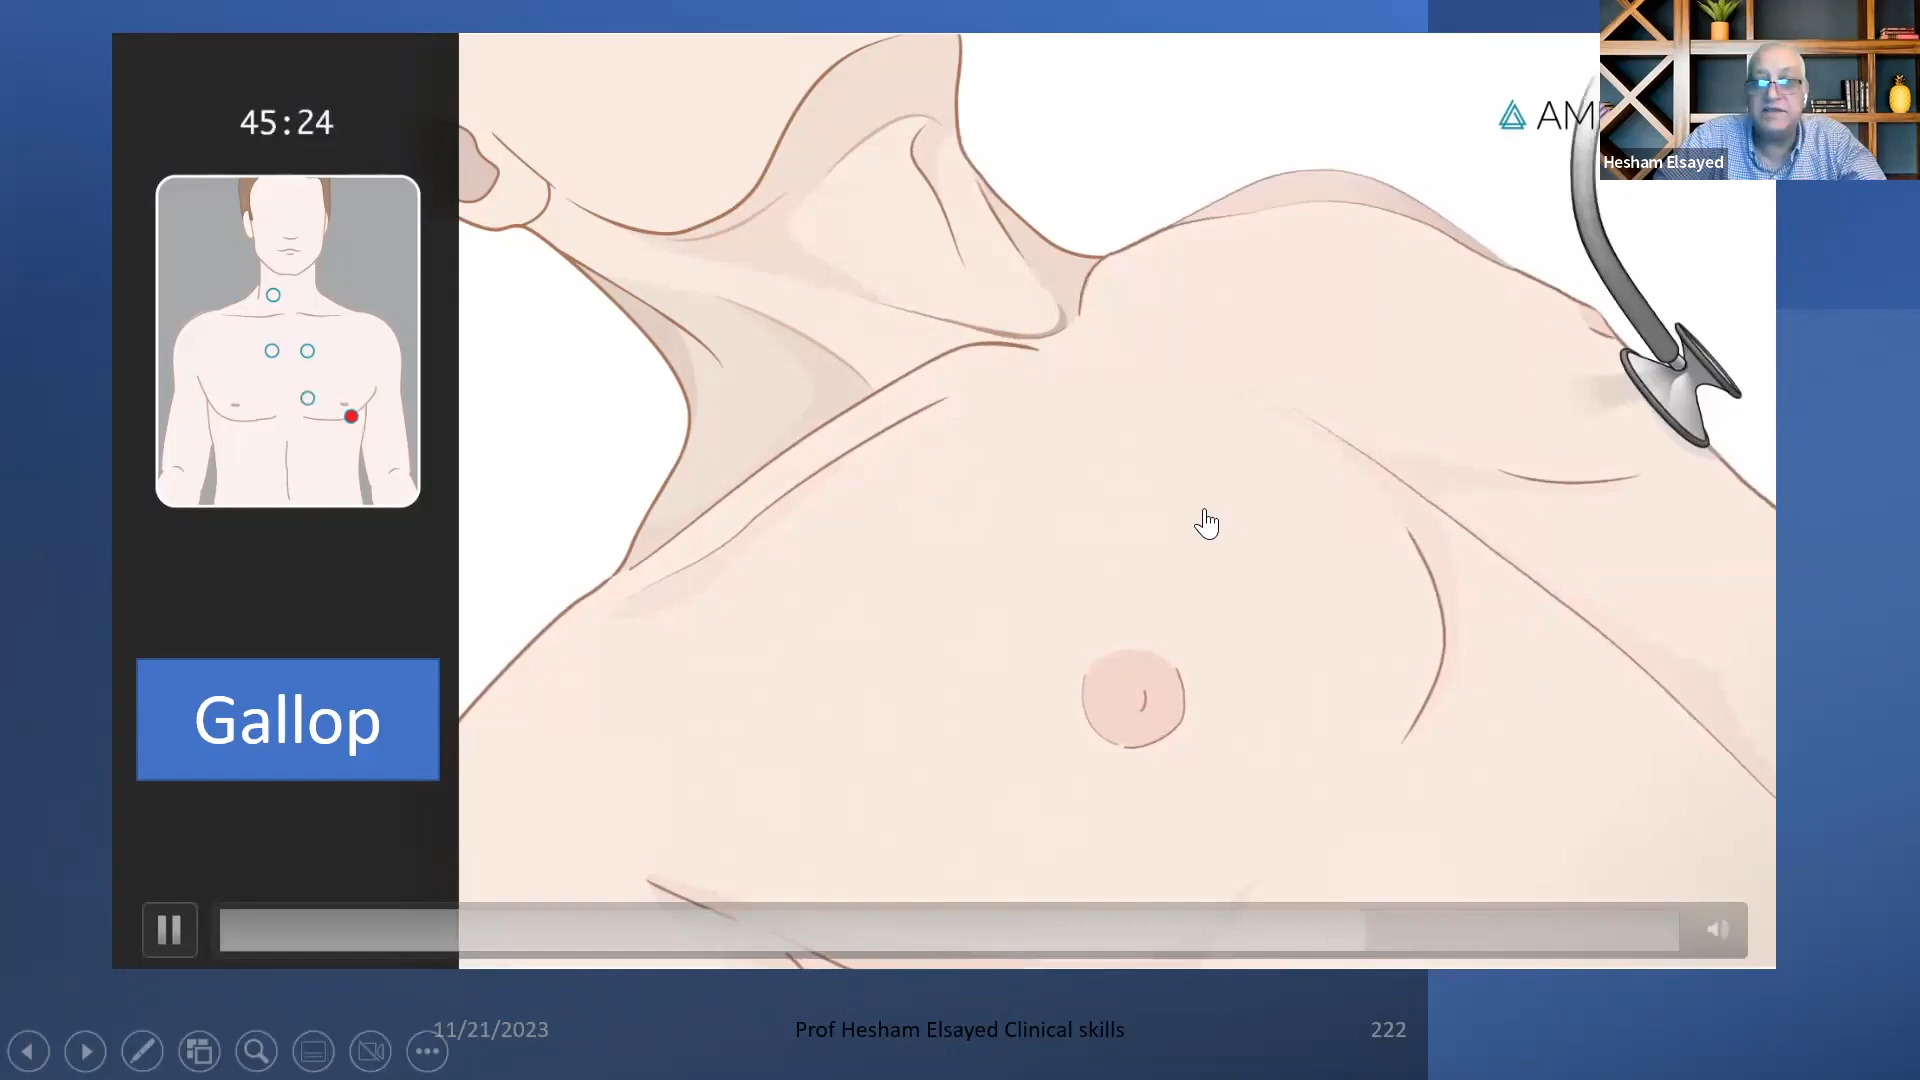 45:24
AM
Hesham Elsayed
Gallop
11/21/2023
Prof Hesham Elsayed Clinical skills
222